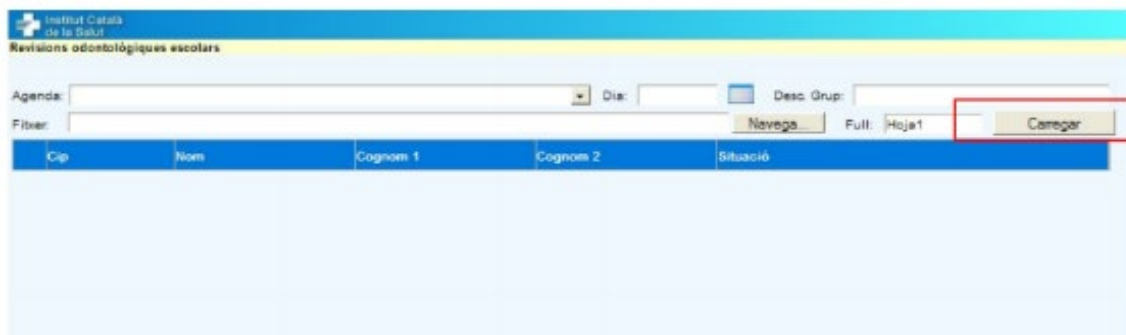 Institut Català
de la Salut
Revisions odontològiques escolars
Agenda: Dia: Desc. Grup:
Fitxer: Navega... Full: Hoja1 Carregar
Cip Nom Cognom 1 Cognom 2 Situació